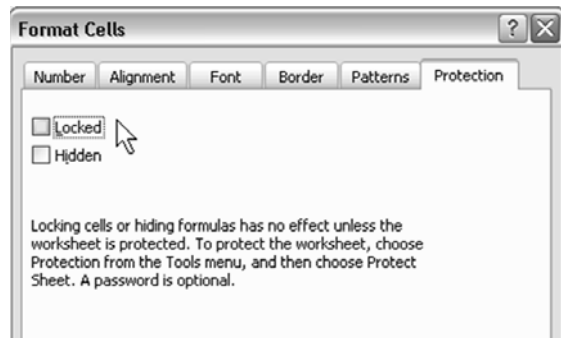 Format Cells
Number Alignment Font Border Patterns Protection
Locked
Hidden
Locking cells or hiding formulas has no effect unless the
worksheet is protected. To protect the worksheet, choose
Protection from the Tools menu, and then choose Protect
Sheet. A password is optional.